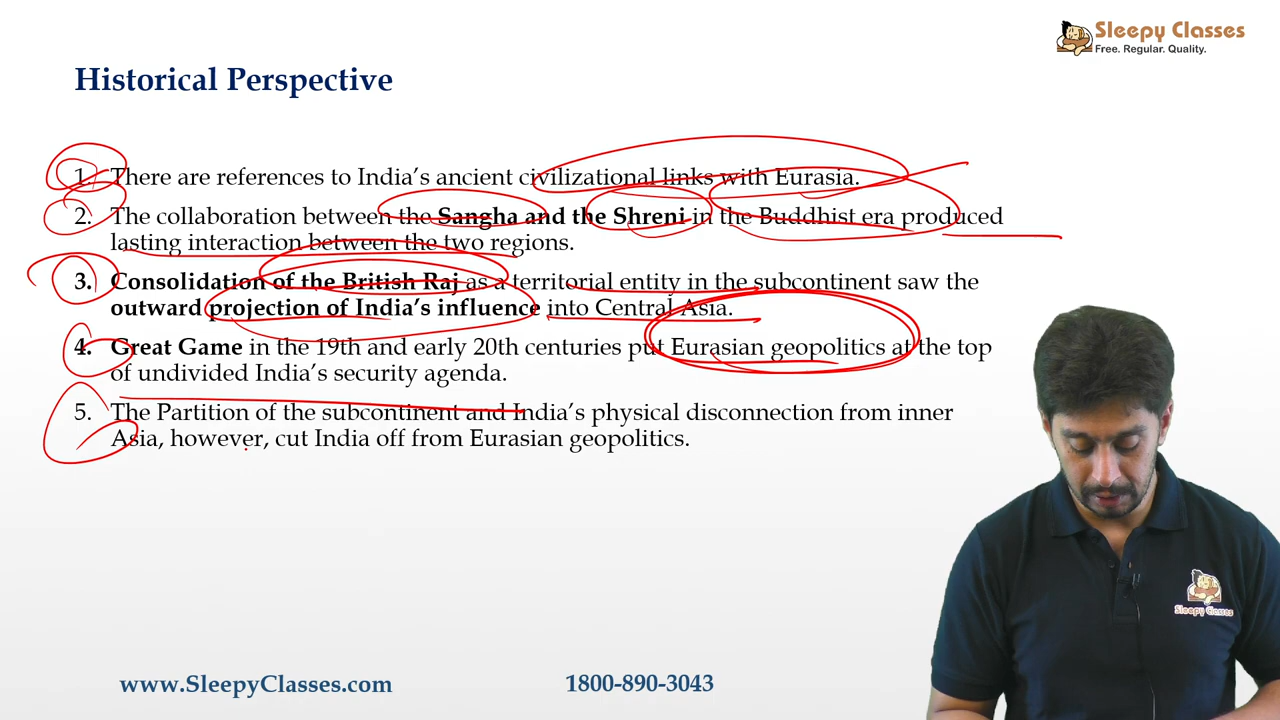 Sleepy Classes
Free. Regular. Quality.
Historical Perspective
1. There are references to India's ancient civilizational links with Eurasia.
2. The collaboration between the Sangha and the Shreni in the Buddhist era produced
lasting interaction between the two regions.
3. Consolidation of the British Raj as a territorial entity in the subcontinent saw the
outward projection of India's influence into Central Asia.
4. Great Game in the 19th and early 20th centuries put Eurasian geopolitics at the top
of undivided India's security agenda.
5. The Partition of the subcontinent and India's physical disconnection from inner
Asia, however, cut India off from Eurasian geopolitics.
Sleepy Classes
www.SleepyClasses.com
1800-890-3043